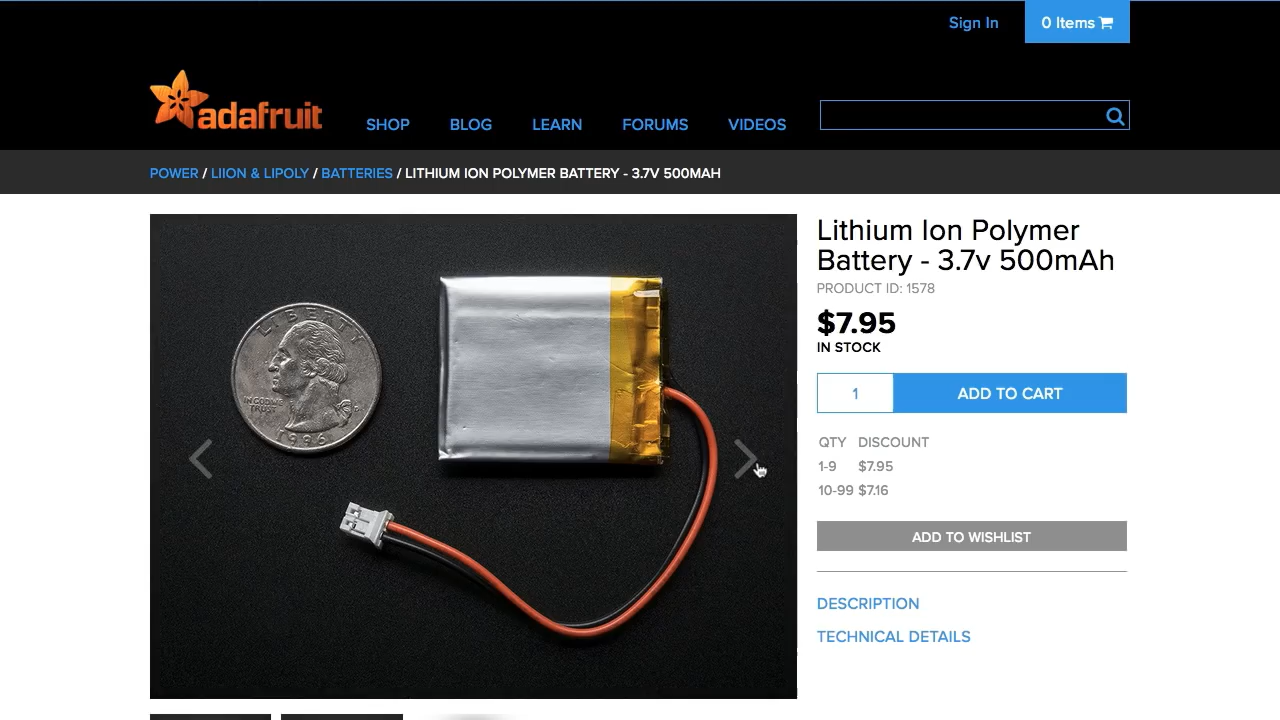 Sign In
0 Items
adafruit
SHOP
BLOG
LEARN
FORUMS
VIDEOS
POWER / LIION & LIPOLY / BATTERIES / LITHIUM ION POLYMER BATTERY - 3.7V 500MAH
LIBERTY
IN GOD WE
TRUST
1996
Lithium Ion Polymer
Battery - 3.7v 500mAh
PRODUCT ID: 1578
$7.95
IN STOCK
1
ADD TO CART
QTY DISCOUNT
1-9 $7.95
10-99 $7.16
ADD TO WISHLIST
DESCRIPTION
TECHNICAL DETAILS